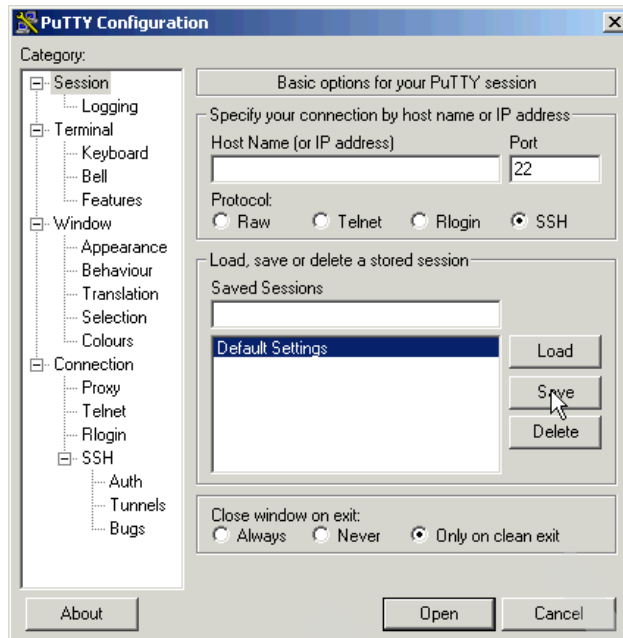 PuTTY Configuration
Category:
Session
Logging
Terminal
Keyboard
Bell
Features
Window
Appearance
Behaviour
Translation
Selection
Colours
Connection
Proxy
Telnet
Rlogin
SSH
Auth
Tunnels
Bugs
Basic options for your PuTTY session
Specify your connection by host name or IP address
Host Name (or IP address) Port
22
Protocol:
Raw Telnet Rlogin SSH
Load, save or delete a stored session
Saved Sessions
Default Settings
Load
Save
Delete
Close window on exit:
Always Never Only on clean exit
About Open Cancel